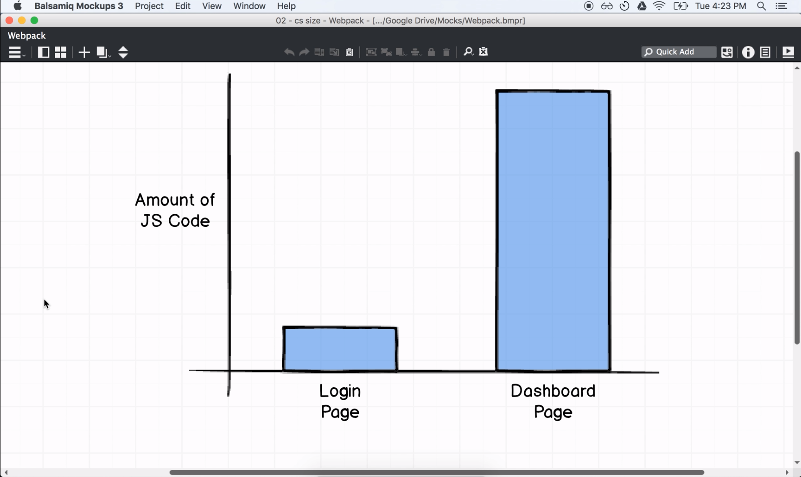 Balsamiq Mockups 3 Project Edit View Window Help Tue 4:23 PM
02 - cs size - Webpack - [.../Google Drive/Mocks/Webpack.bmpr]
Webpack
Quick Add
Amount of
JS Code
Login
Page
Dashboard
Page